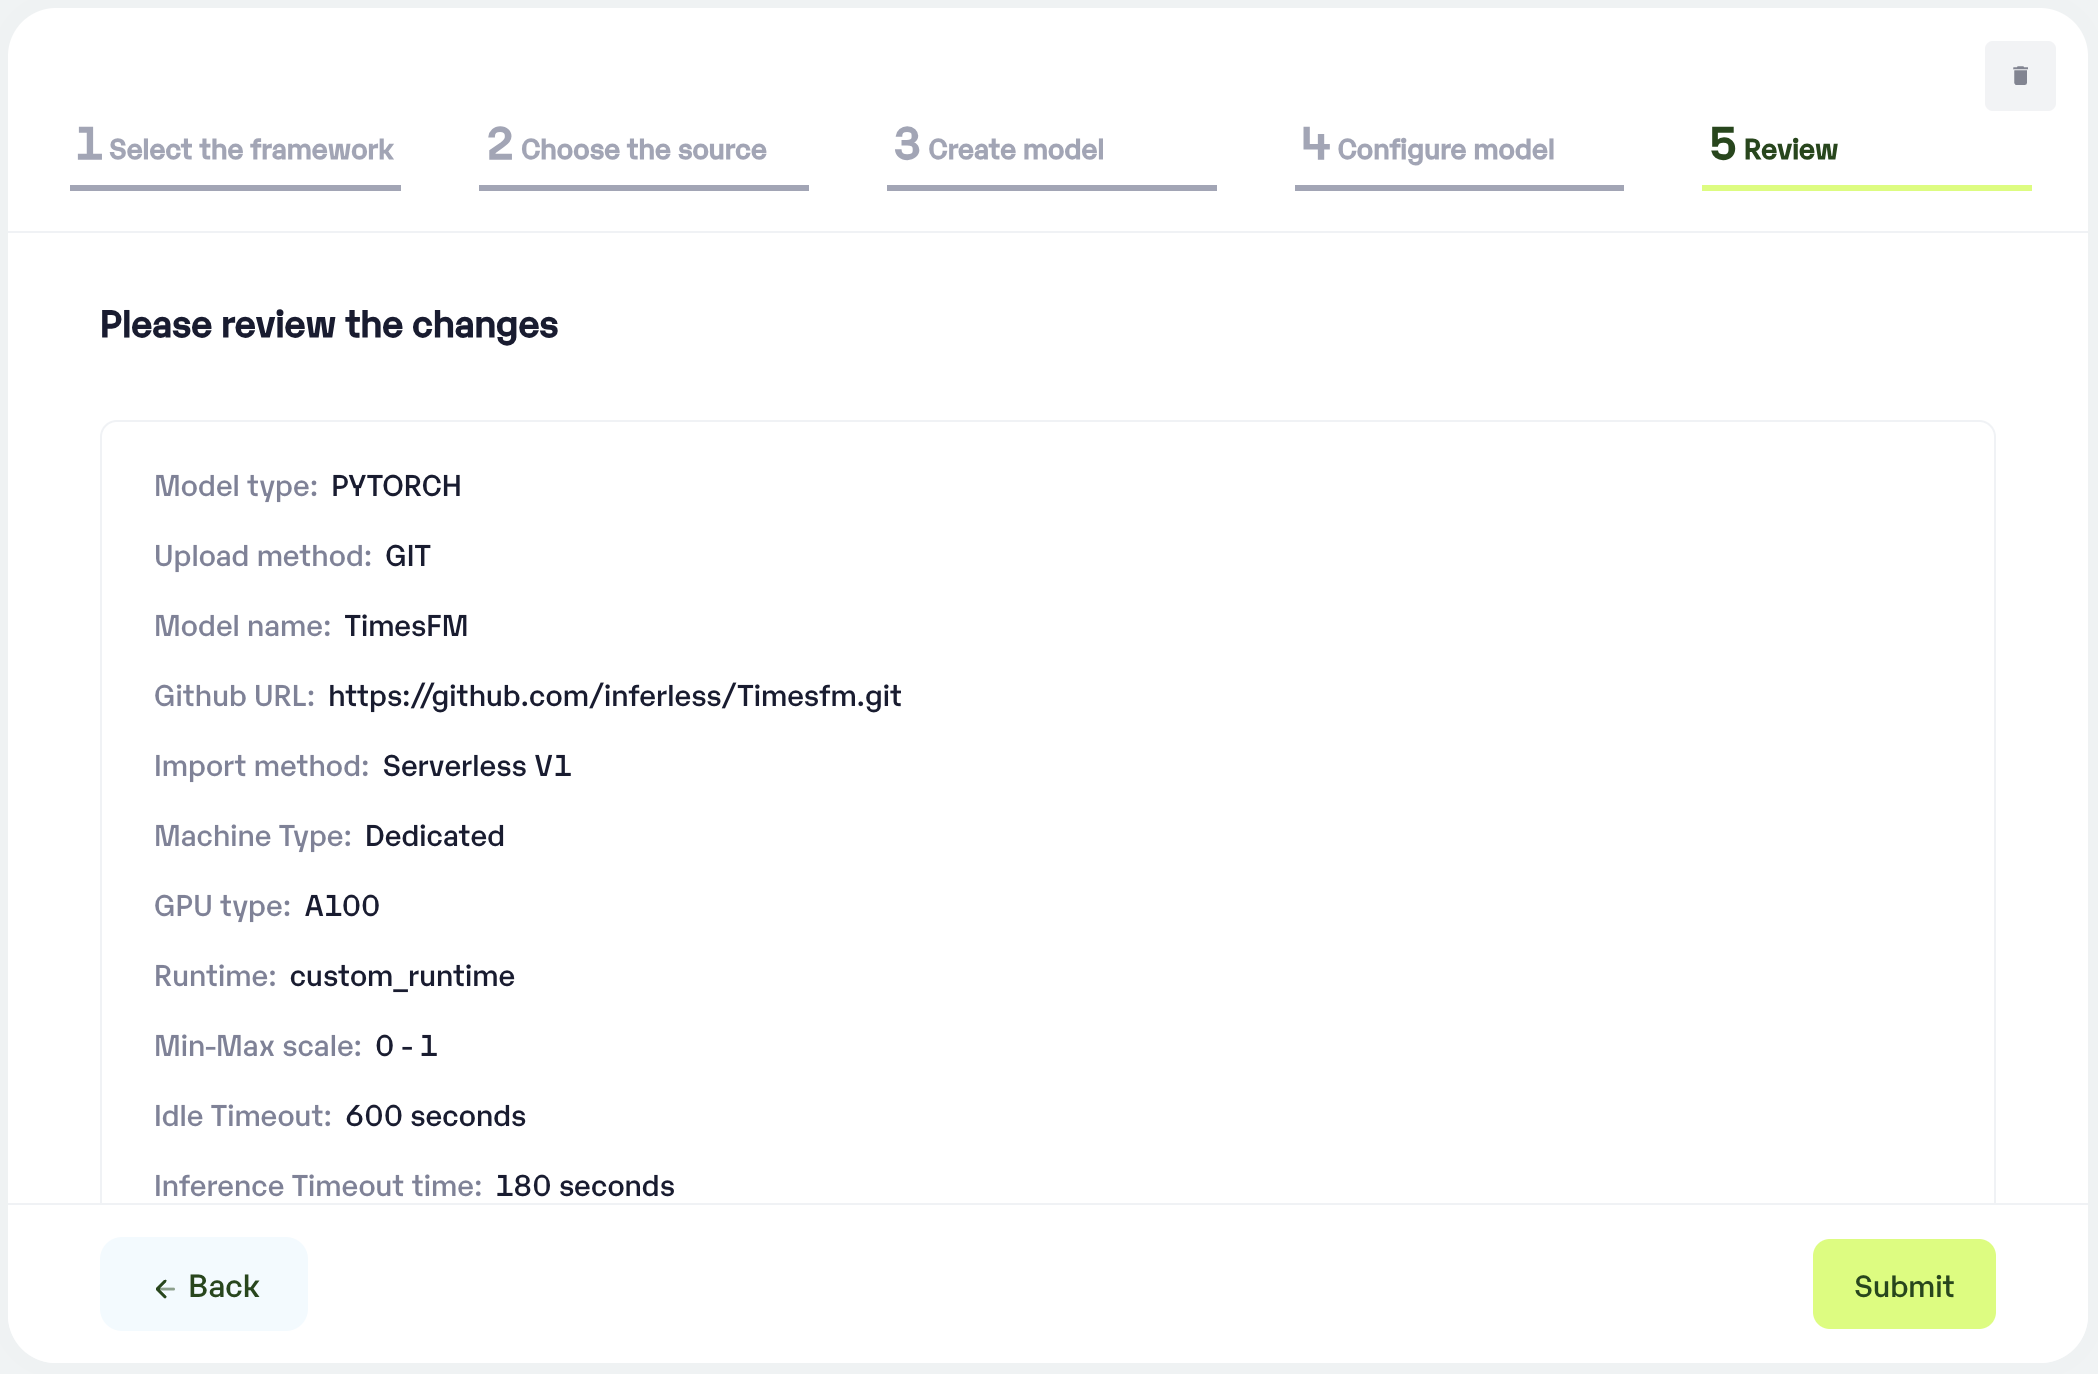 1 Select the framework
2 Choose the source
3 Create model
4 Configure model
5 Review
Please review the changes
Model type: PYTORCH
Upload method: GIT
Model name: TimesFM
Github URL: https://github.com/inferless/Timesfm.git
Import method: Serverless V1
Machine Type: Dedicated
GPU type: A100
Runtime: custom_runtime
Min-Max scale: 0 - 1
Idle Timeout: 600 seconds
Inference Timeout time: 180 seconds
← Back
Submit